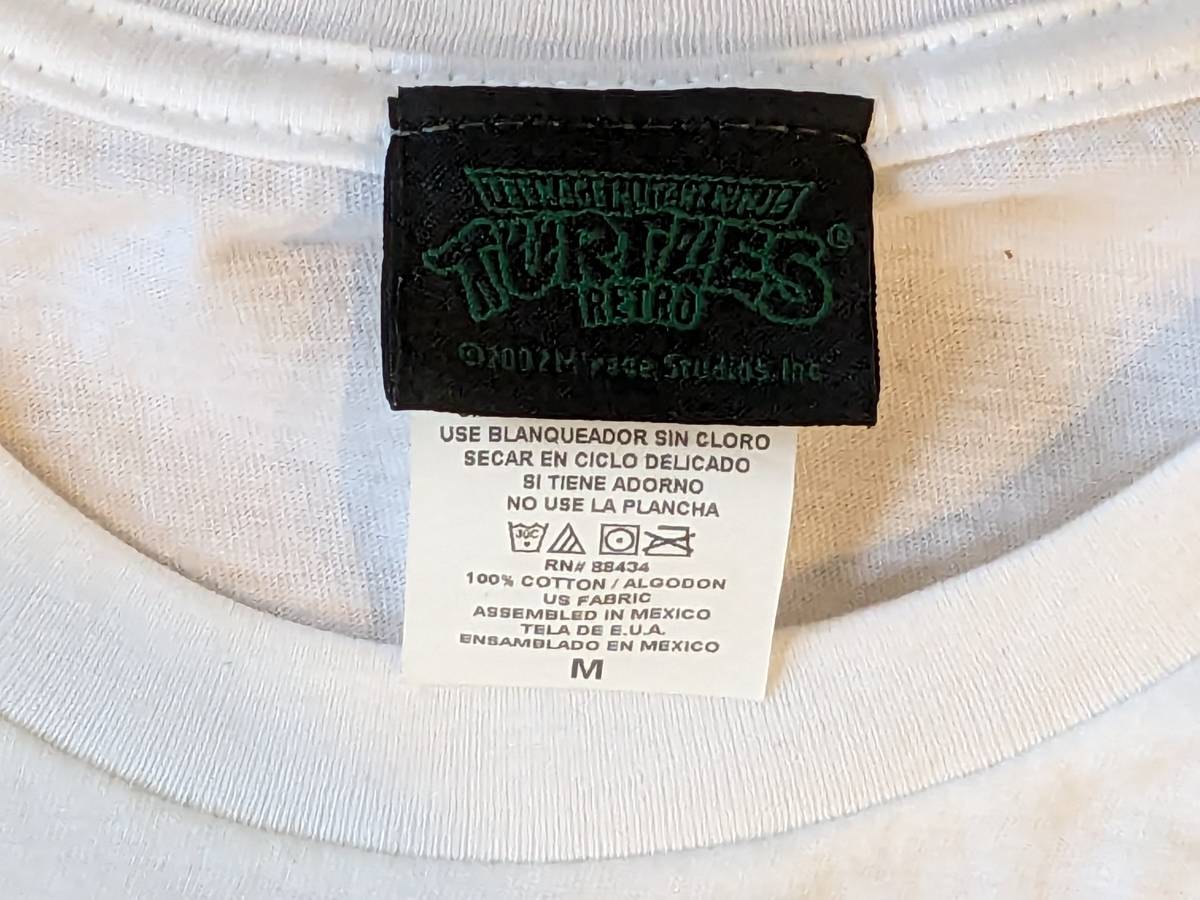 TEENAGE MUTANT NINJA
TURTLES®
RETRO
©2002 Mirage Studios, Inc
USE BLANQUEADOR SIN CLORO
SECAR EN CICLO DELICADO
SI TIENE ADORNO
NO USE LA PLANCHA
RN# 88434
100% COTTON / ALGODON
US FABRIC
ASSEMBLED IN MEXICO
TELA DE E.U.A.
ENSAMBLADO EN MEXICO
M